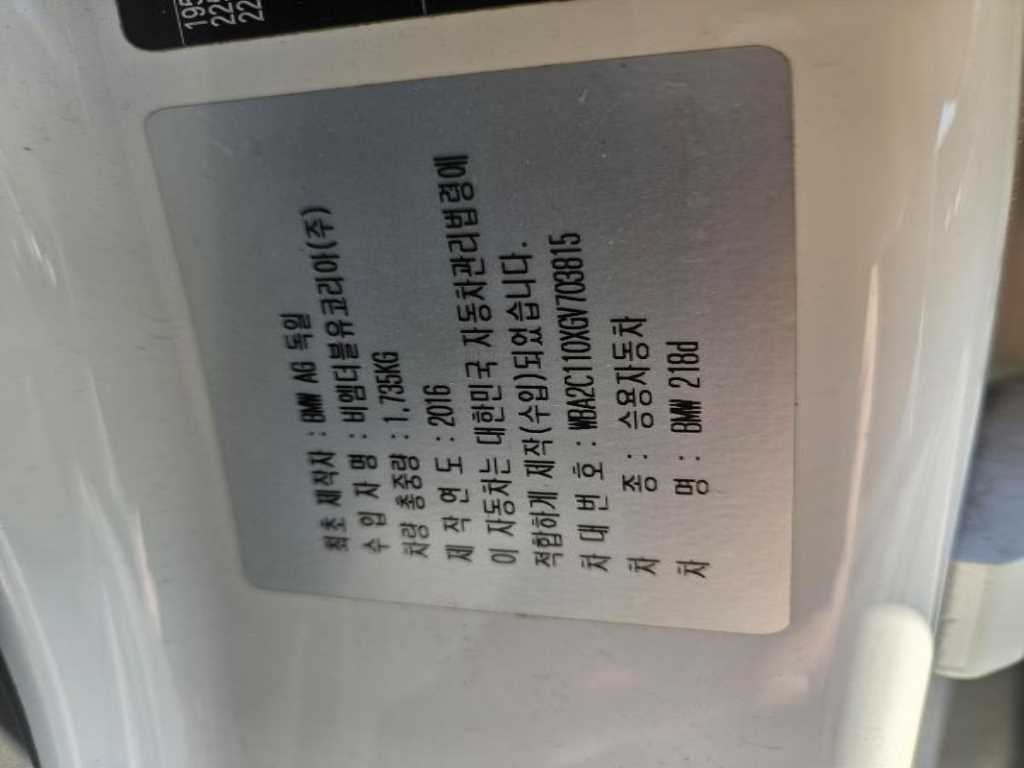 최초 제작자 : BMW AG 독일
수 입 자 명 : 비엠더블유코리아(주)
차량 총중량 : 1,735KG
제 작 연 도 : 2016
이 자동차는 대한민국 자동차관리법령에
적합하게 제작(수입)되었습니다.
차 대 번 호 : WBA2C110XGV703815
차 종 : 승용자동차
차 명 : BMW 218d